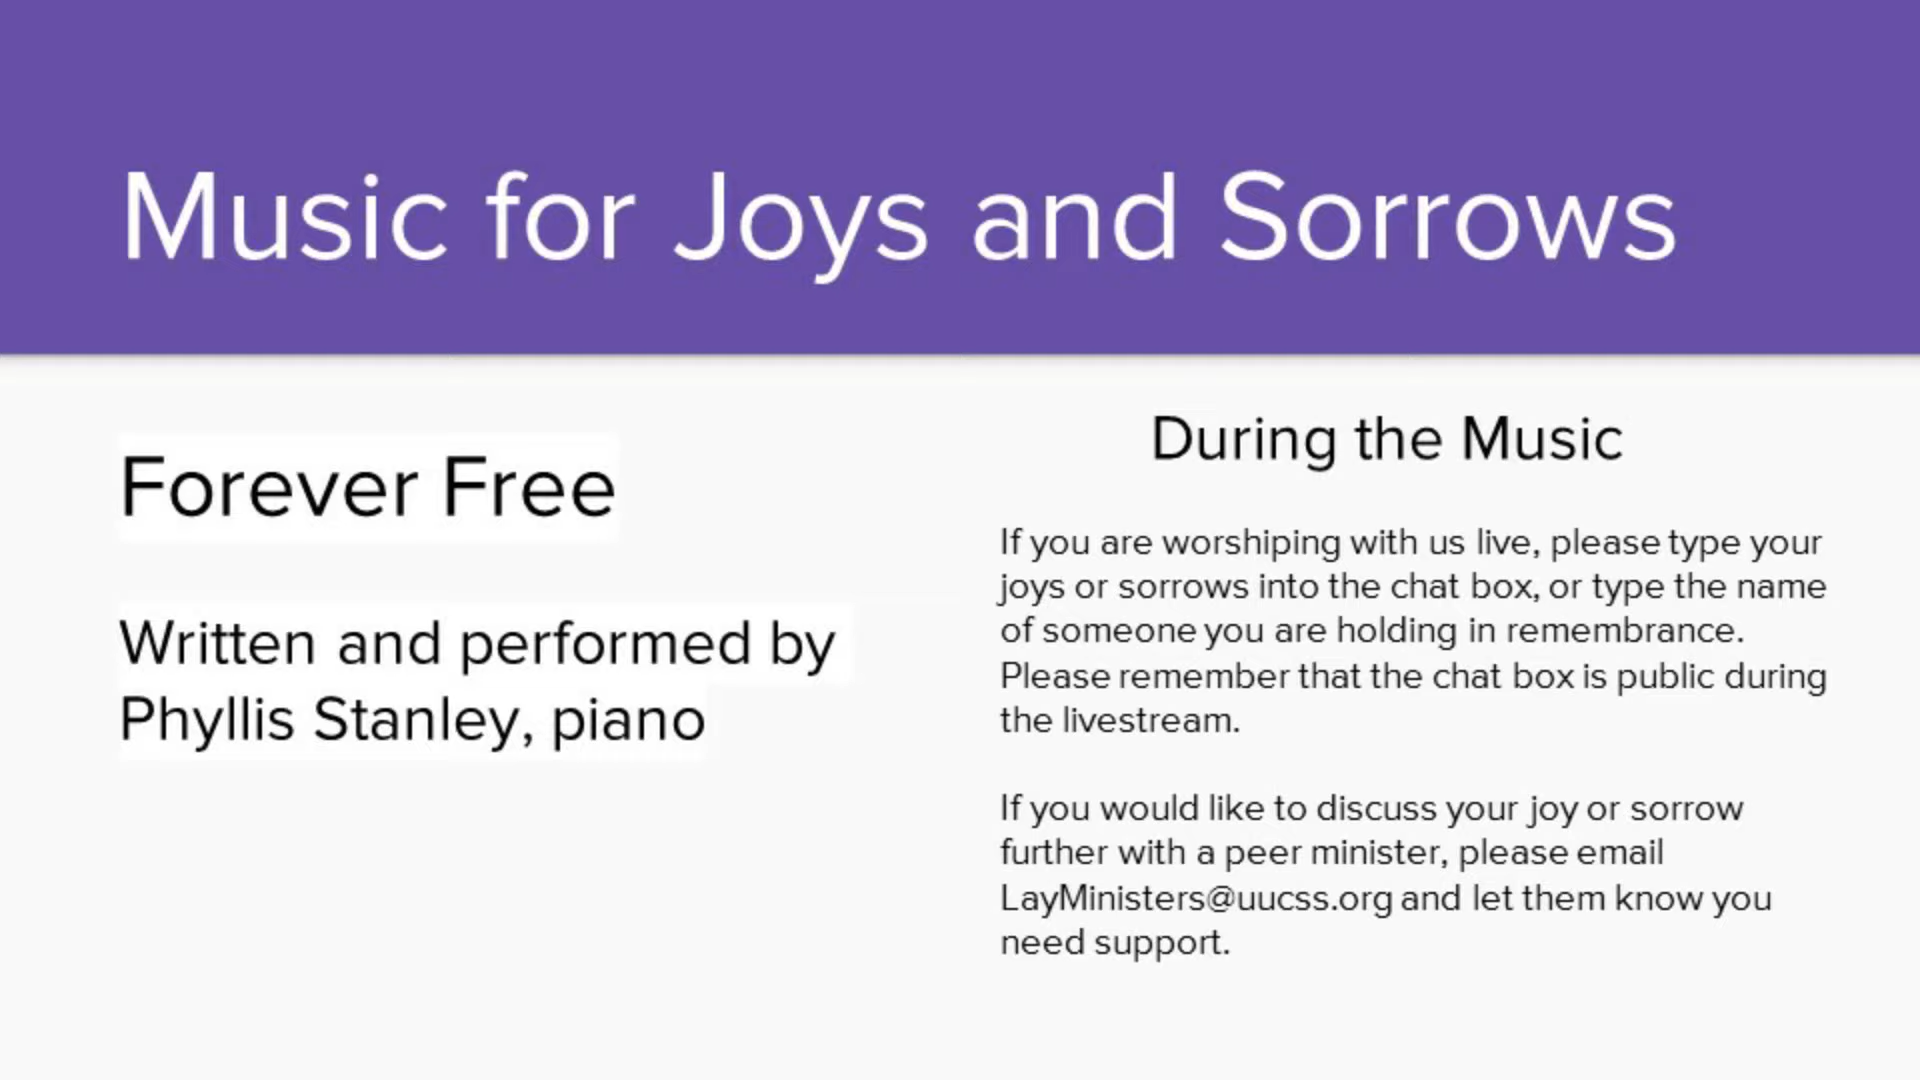 Music for Joys and Sorrows
Forever Free
Written and performed by
Phyllis Stanley, piano
During the Music
If you are worshiping with us live, please type your
joys or sorrows into the chat box, or type the name
of someone you are holding in remembrance.
Please remember that the chat box is public during
the livestream.
If you would like to discuss your joy or sorrow
further with a peer minister, please email
LayMinisters@uucss.org and let them know you
need support.